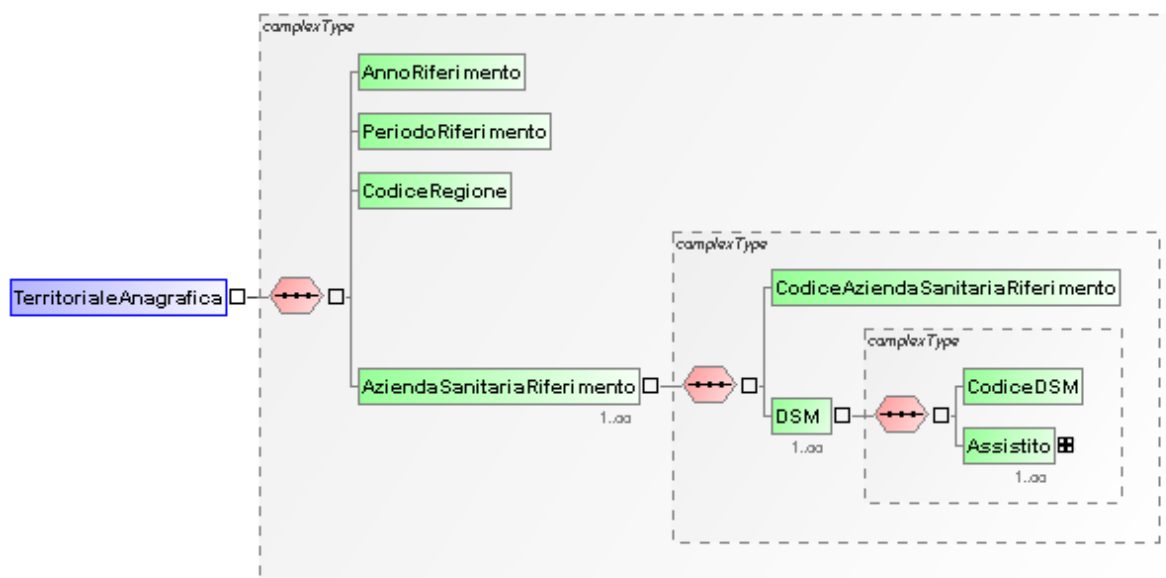 complexType
AnnoRiferimento
PeriodoRiferimento
CodiceRegione
complexType
TerritorialeAnagrafica
CodiceAziendaSanitariaRiferimento
complexType
AziendaSanitariaRiferimento
1..∞
CodiceDSM
DSM
1..∞
Assistito
1..∞